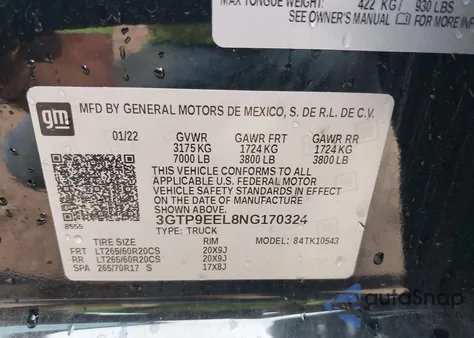 MAX TONGUE WEIGHT: 422 KG / 930 LBS
SEE OWNER'S MANUAL FOR MORE INFO
gm
MFD BY GENERAL MOTORS DE MEXICO, S. DE R.L. DE C.V.
01/22 GVWR GAWR FRT GAWR RR
3175 KG 1724 KG 1724 KG
7000 LB 3800 LB 3800 LB
THIS VEHICLE CONFORMS TO ALL
APPLICABLE U.S. FEDERAL MOTOR
VEHICLE SAFETY STANDARDS IN EFFECT
ON THE DATE OF MANUFACTURE SHOWN ABOVE.
3GTP9EEL8NG170324
8555
TYPE: TRUCK MODEL: 84TK10543
TIRE SIZE RIM
FRT LT265/60R20CS 20X9J
RR LT265/60R20CS 20X9J
SPA 265/70R17 S 17X8J
autoSnap